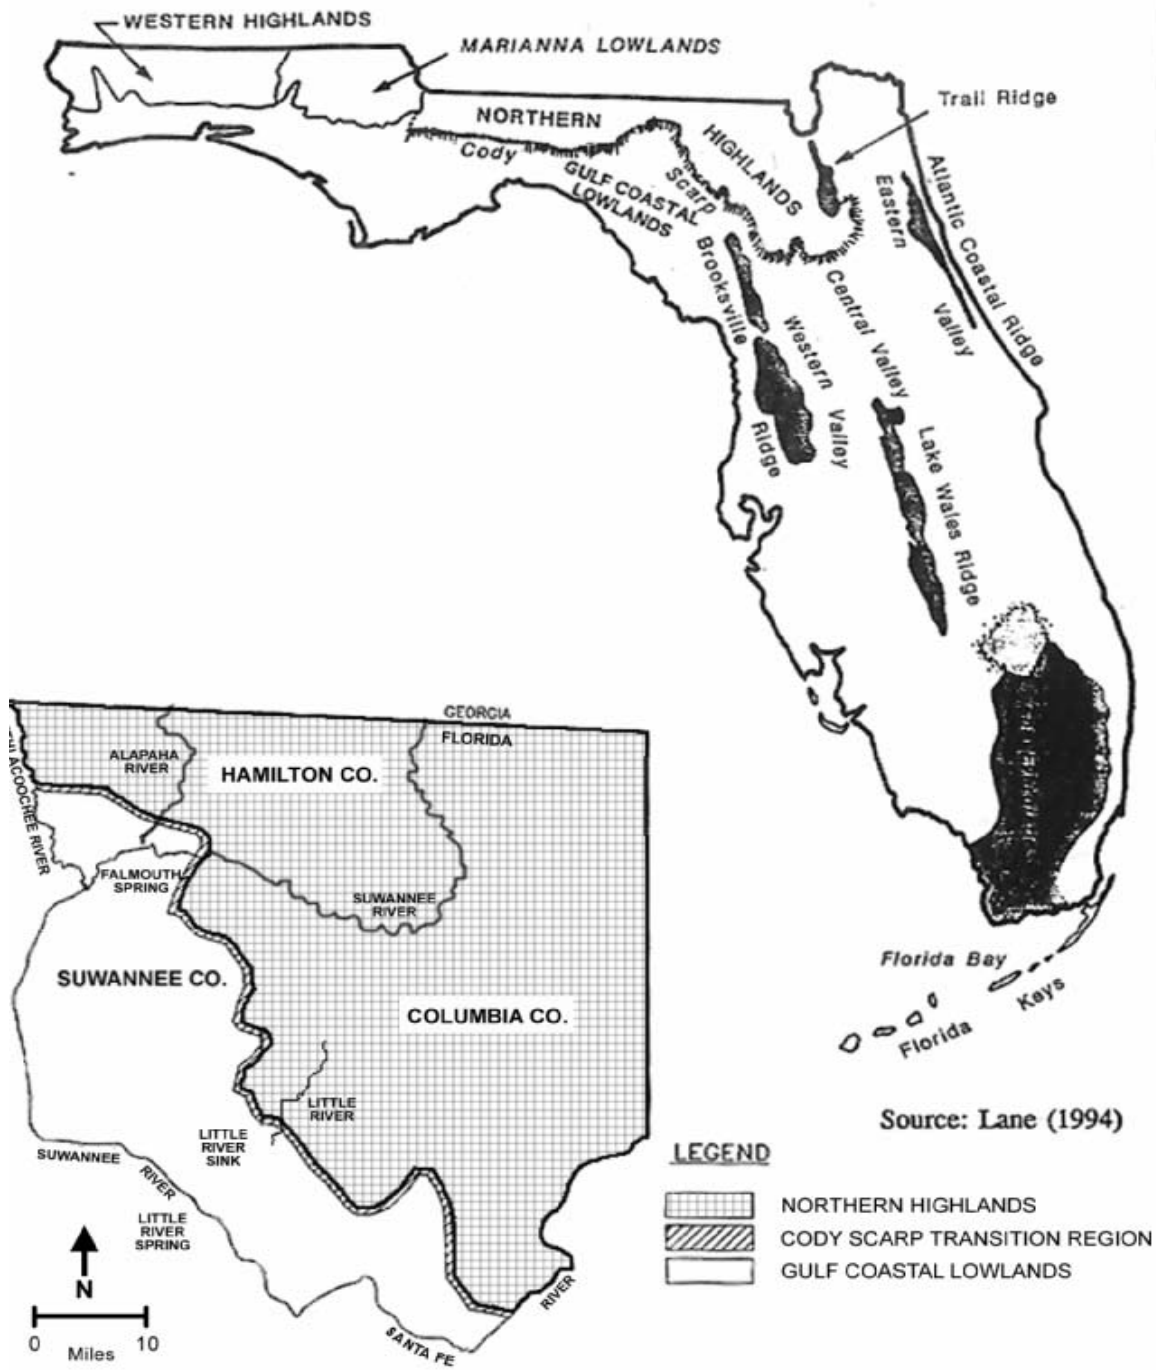 WESTERN HIGHLANDS
MARIANNA LOWLANDS
Trail Ridge
NORTHERN
HIGHLANDS
Cody
Scarp
GULF COASTAL
LOWLANDS
Atlantic Coastal Ridge
Eastern
Valley
Brooksville
Ridge
Western
Valley
Central Valley
Lake Wales Ridge
Florida Bay
Florida
Keys
Source: Lane (1994)
GEORGIA
FLORIDA
ALAPAHA
RIVER
HAMILTON CO.
LACOOCHEE RIVER
FALMOUTH
SPRING
SUWANNEE
RIVER
SUWANNEE CO.
COLUMBIA CO.
LITTLE
RIVER
LITTLE
RIVER
SINK
SUWANNEE
RIVER
LITTLE
RIVER
SPRING
SANTA FE
RIVER
N
0
10
Miles
LEGEND
NORTHERN HIGHLANDS
CODY SCARP TRANSITION REGION
GULF COASTAL LOWLANDS